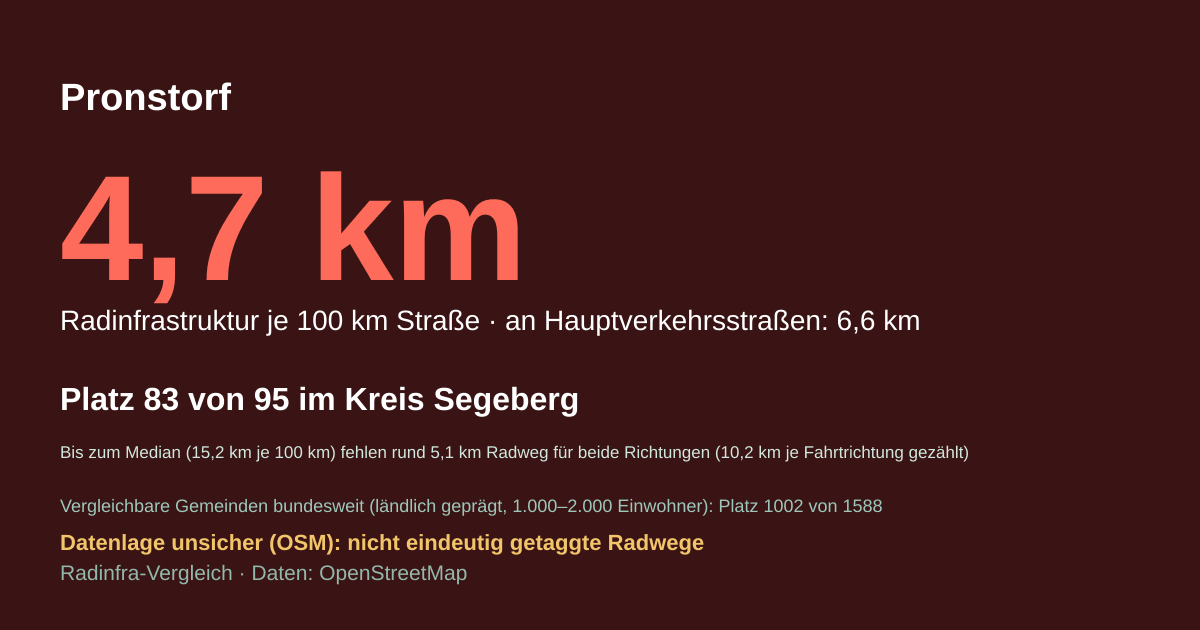 Pronstorf
4,7 km
Radinfrastruktur je 100 km Straße · an Hauptverkehrsstraßen: 6,6 km
Platz 83 von 95 im Kreis Segeberg
Bis zum Median (15,2 km je 100 km) fehlen rund 5,1 km Radweg für beide Richtungen (10,2 km je Fahrtrichtung gezählt)
Vergleichbare Gemeinden bundesweit (ländlich geprägt, 1.000–2.000 Einwohner): Platz 1002 von 1588
Datenlage unsicher (OSM): nicht eindeutig getaggte Radwege
Radinfra-Vergleich · Daten: OpenStreetMap